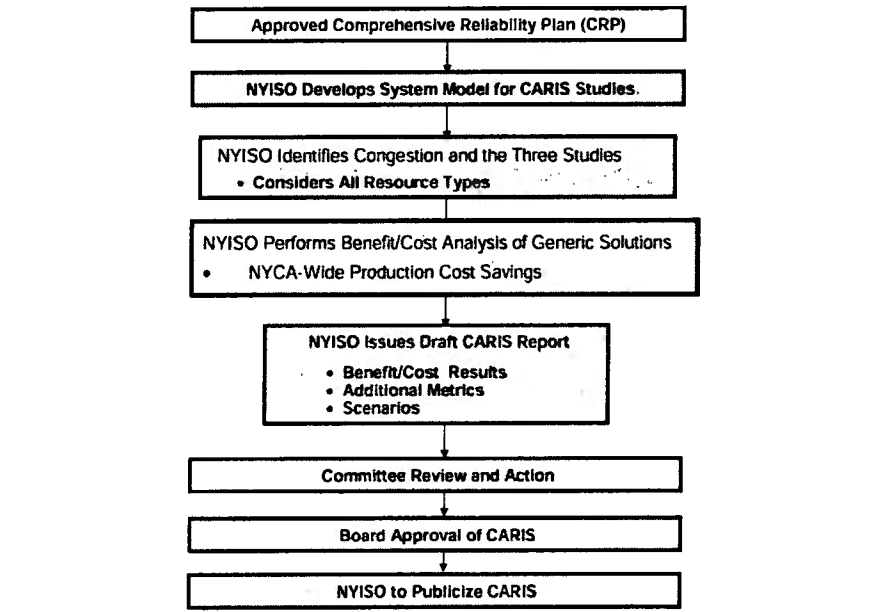 Approved Comprehensive Reliability Plan (CRP)
NYISO Develops System Model for CARIS Studies.
NYISO Identifies Congestion and the Three Studies
• Considers All Resource Types
NYISO Performs Benefit/Cost Analysis of Generic Solutions
• NYCA-Wide Production Cost Savings
NYISO Issues Draft CARIS Report
• Benefit/Cost Results
• Additional Metrics
• Scenarios
Committee Review and Action
Board Approval of CARIS
NYISO to Publicize CARIS